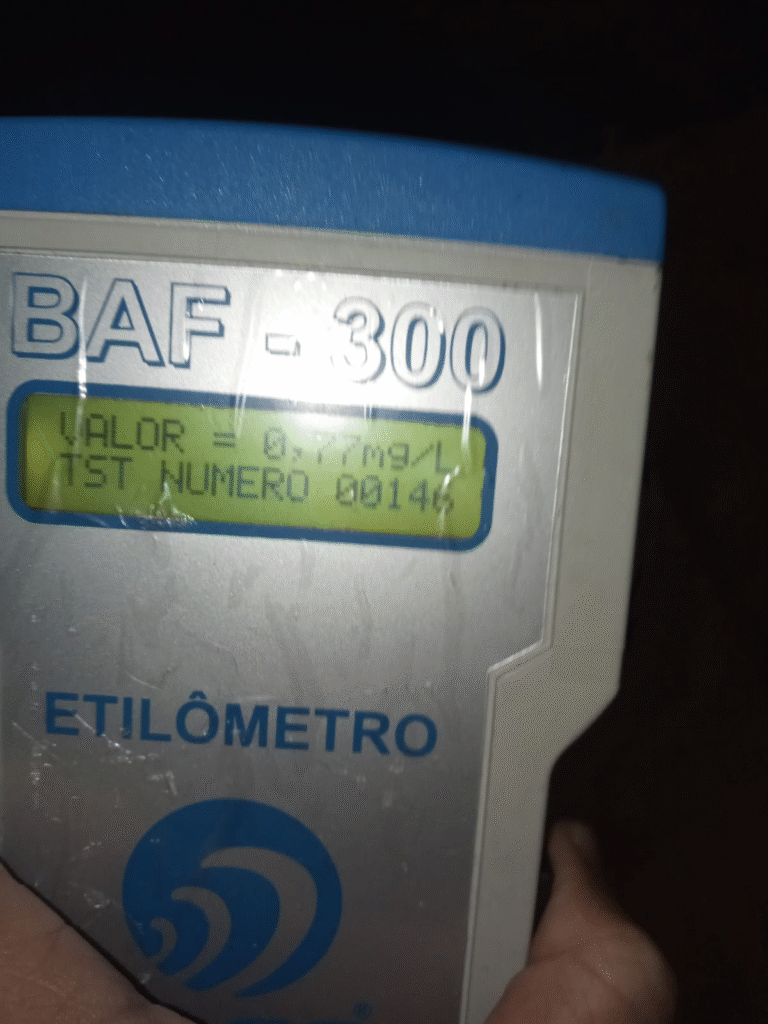 BAF - 300
VALOR = 0,77mg/L
TST NUMERO 00146
ETILÔMETRO
®